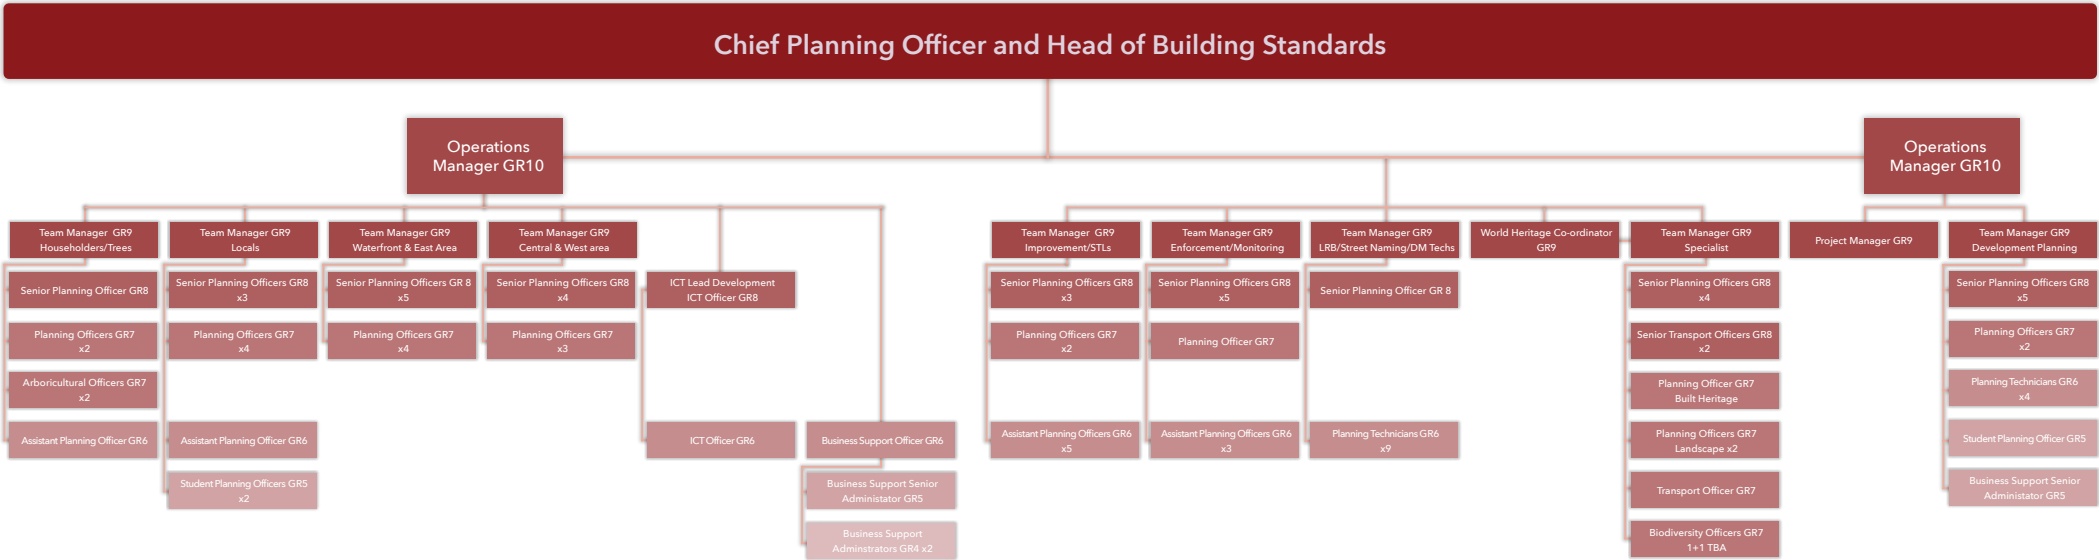 Chief Planning Officer and Head of Building Standards
Operations
Manager GR10
Operations
Manager GR10
Team Manager  GR9
Householders/Trees
Senior Planning Officer GR8
Planning Officers GR7
x2
Arboricultural Officers GR7
x2
Assistant Planning Officer GR6
Team Manager GR9
Locals
Senior Planning Officers GR8
x3
Planning Officers GR7
x4
Assistant Planning Officer GR6
Student Planning Officers GR5
x2
Team Manager GR9
Waterfront & East Area
Senior Planning Officers GR 8
x5
Planning Officers GR7
x4
Team Manager GR9
Central & West area
Senior Planning Officers GR8
x4
Planning Officers GR7
x3
ICT Lead Development
ICT Officer GR8
ICT Officer GR6
Business Support Officer GR6
Business Support Senior
Administator GR5
Business Support
Adminstrators GR4 x2
Team Manager  GR9
Improvement/STLs
Senior Planning Officers GR8
x3
Planning Officers GR7
x2
Assistant Planning Officers GR6
x5
Team Manager GR9
Enforcement/Monitoring
Senior Planning Officers GR8
x5
Planning Officer GR7
Assistant Planning Officers GR6
x3
Team Manager GR9
LRB/Street Naming/DM Techs
Senior Planning Officer GR 8
Planning Technicians GR6
x9
World Heritage Co-ordinator
GR9
Team Manager GR9
Specialist
Senior Planning Officers GR8
x4
Senior Transport Officers GR8
x2
Planning Officer GR7
Built Heritage
Planning Officers GR7
Landscape x2
Transport Officer GR7
Biodiversity Officers GR7
1+1 TBA
Project Manager GR9
Team Manager GR9
Development Planning
Senior Planning Officers GR8
x5
Planning Officers GR7
x2
Planning Technicians GR6
x4
Student Planning Officer GR5
Business Support Senior
Administator GR5